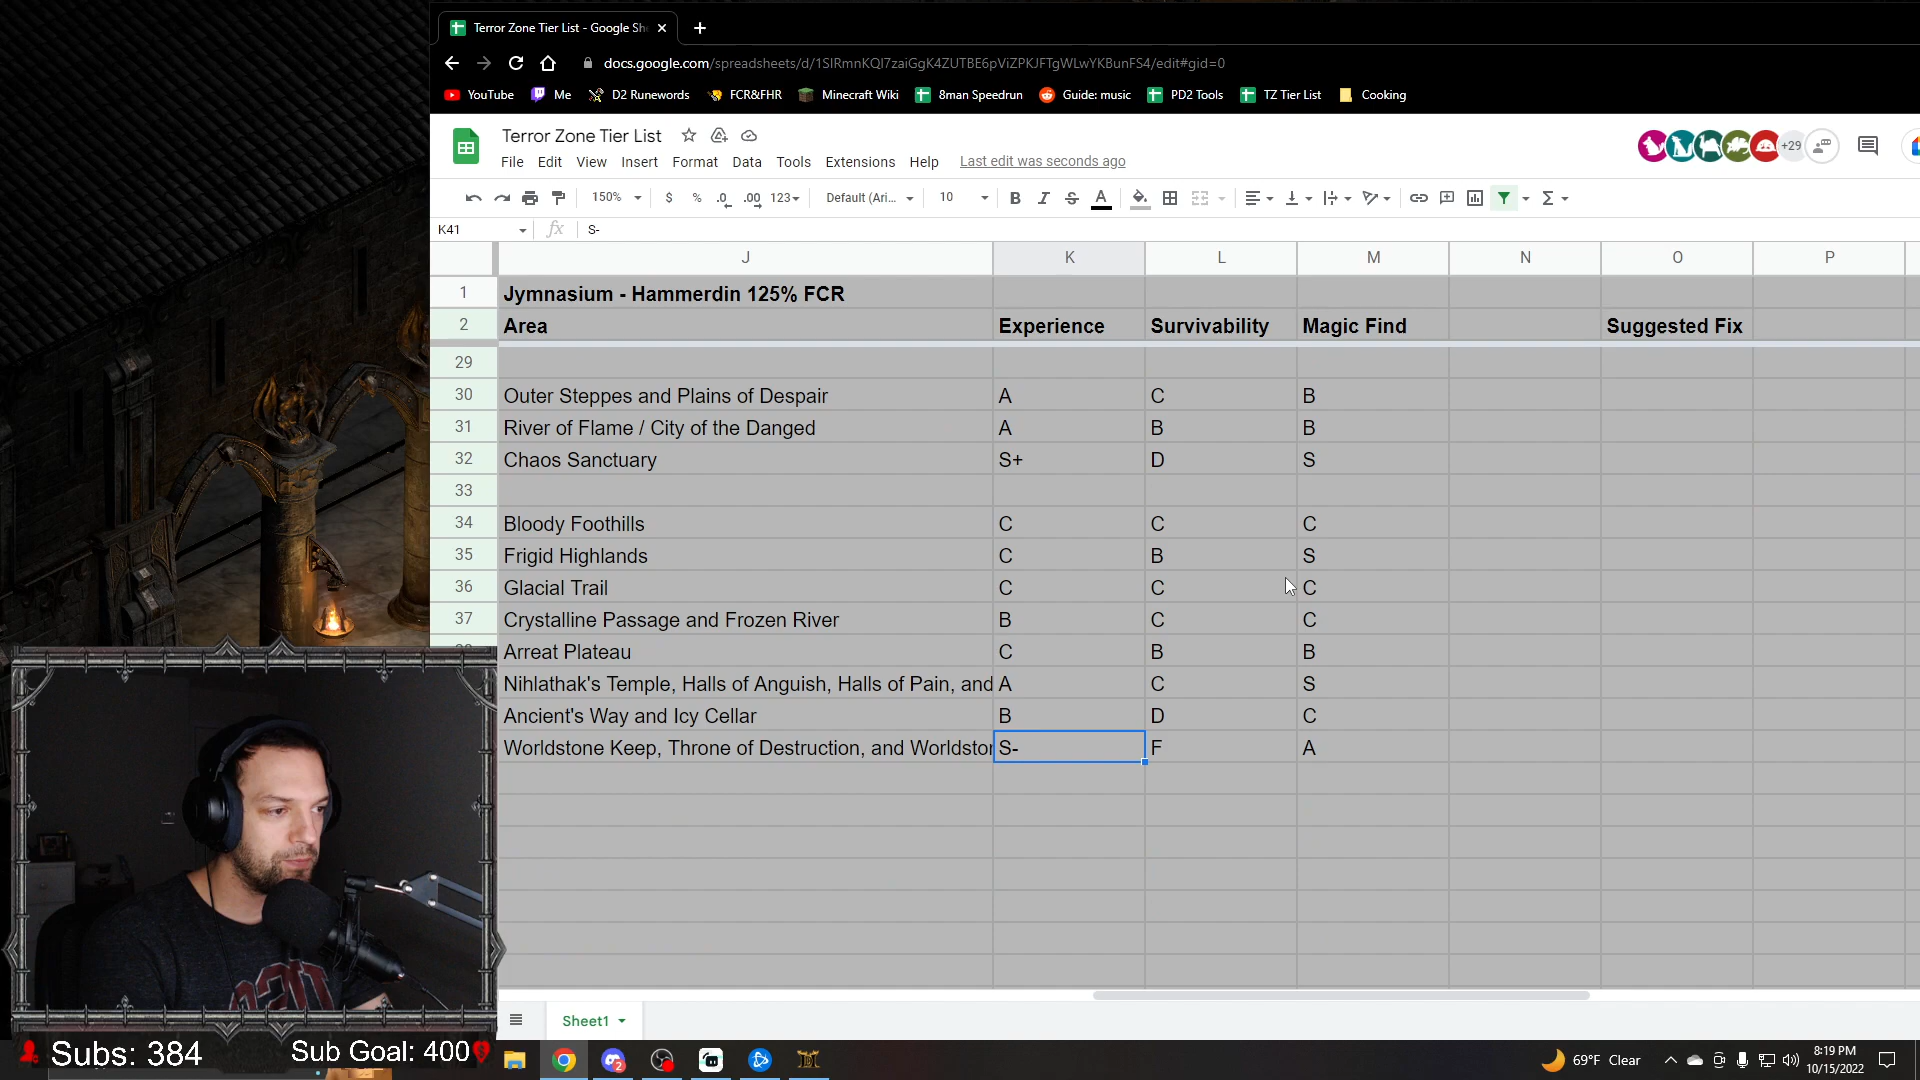 Terror Zone Tier List - Google She
docs.google.com/spreadsheets/d/1SIRmnKQI7zaiGgK4ZUTBE6pViZPKJFTgWLwYKBunFS4/edit#gid=0
YouTube Me D2 Runewords FCR&FHR Minecraft Wiki 8man Speedrun Guide: music PD2 Tools TZ Tier List Cooking
Terror Zone Tier List
+29
File Edit View Insert Format Data Tools Extensions Help Last edit was seconds ago
150% $ % .0 .00 123 Default (Ari... 10 B I S A
K41 fx S-
J K L M N O P
1 Jymnasium - Hammerdin 125% FCR
2 Area Experience Survivability Magic Find Suggested Fix
29
30 Outer Steppes and Plains of Despair A C B
31 River of Flame / City of the Danged A B B
32 Chaos Sanctuary S+ D S
33
34 Bloody Foothills C C C
35 Frigid Highlands C B S
36 Glacial Trail C C C
37 Crystalline Passage and Frozen River B C C
Arreat Plateau C B B
Nihlathak's Temple, Halls of Anguish, Halls of Pain, and A C S
Ancient's Way and Icy Cellar B D C
Worldstone Keep, Throne of Destruction, and Worldstor S- F A
Sheet1
Subs: 384 Sub Goal: 400
2
69°F Clear
8:19 PM
10/15/2022